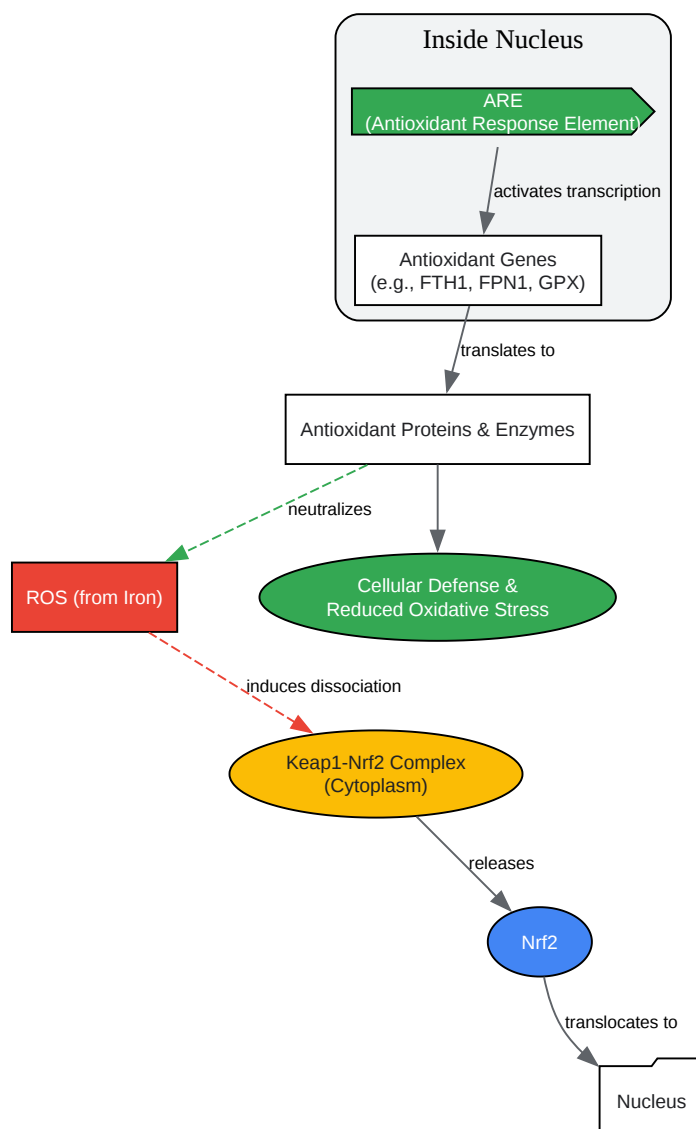 Inside Nucleus
ARE
(Antioxidant Response Element)
activates transcription
Antioxidant Genes
(e.g., FTH1, FPN1, GPX)
translates to
Antioxidant Proteins & Enzymes
neutralizes
ROS (from Iron)
Cellular Defense &
Reduced Oxidative Stress
induces dissociation
Keap1-Nrf2 Complex
(Cytoplasm)
releases
Nrf2
translocates to
Nucleus